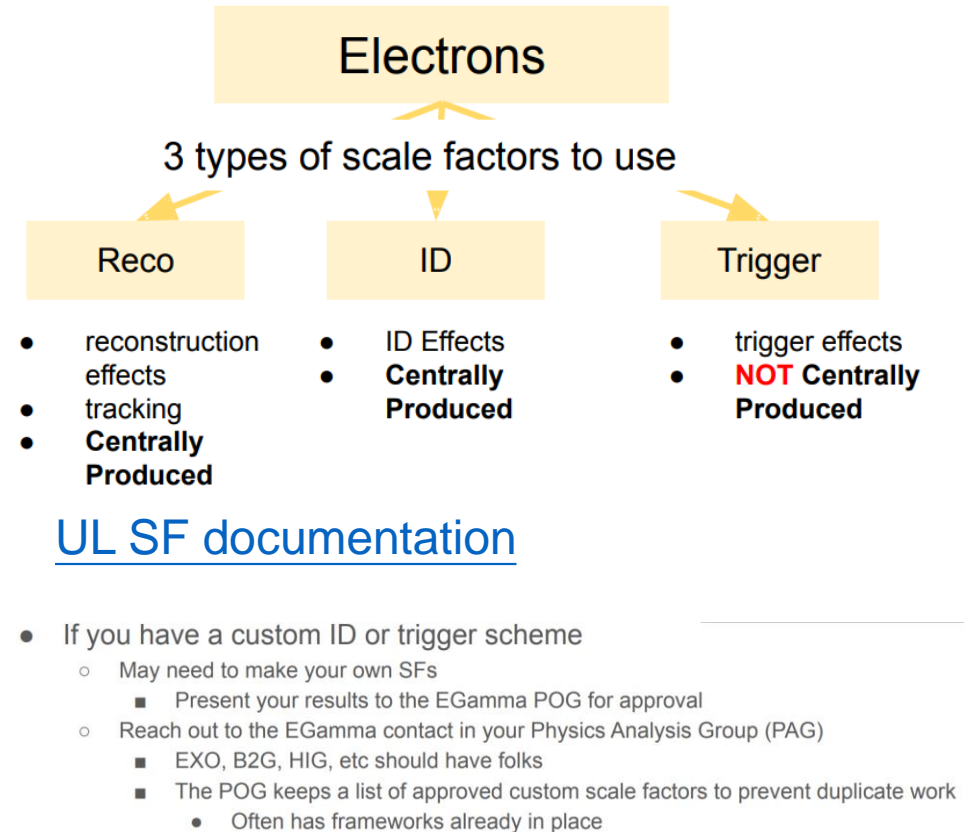 Electrons
3 types of scale factors to use
Reco
ID
Trigger
● reconstruction
effects
● tracking
● Centrally
Produced
● ID Effects
● Centrally
Produced
● trigger effects
● NOT Centrally
Produced
UL SF documentation
● If you have a custom ID or trigger scheme
○ May need to make your own SFs
■ Present your results to the EGamma POG for approval
○ Reach out to the EGamma contact in your Physics Analysis Group (PAG)
■ EXO, B2G, HIG, etc should have folks
■ The POG keeps a list of approved custom scale factors to prevent duplicate work
● Often has frameworks already in place